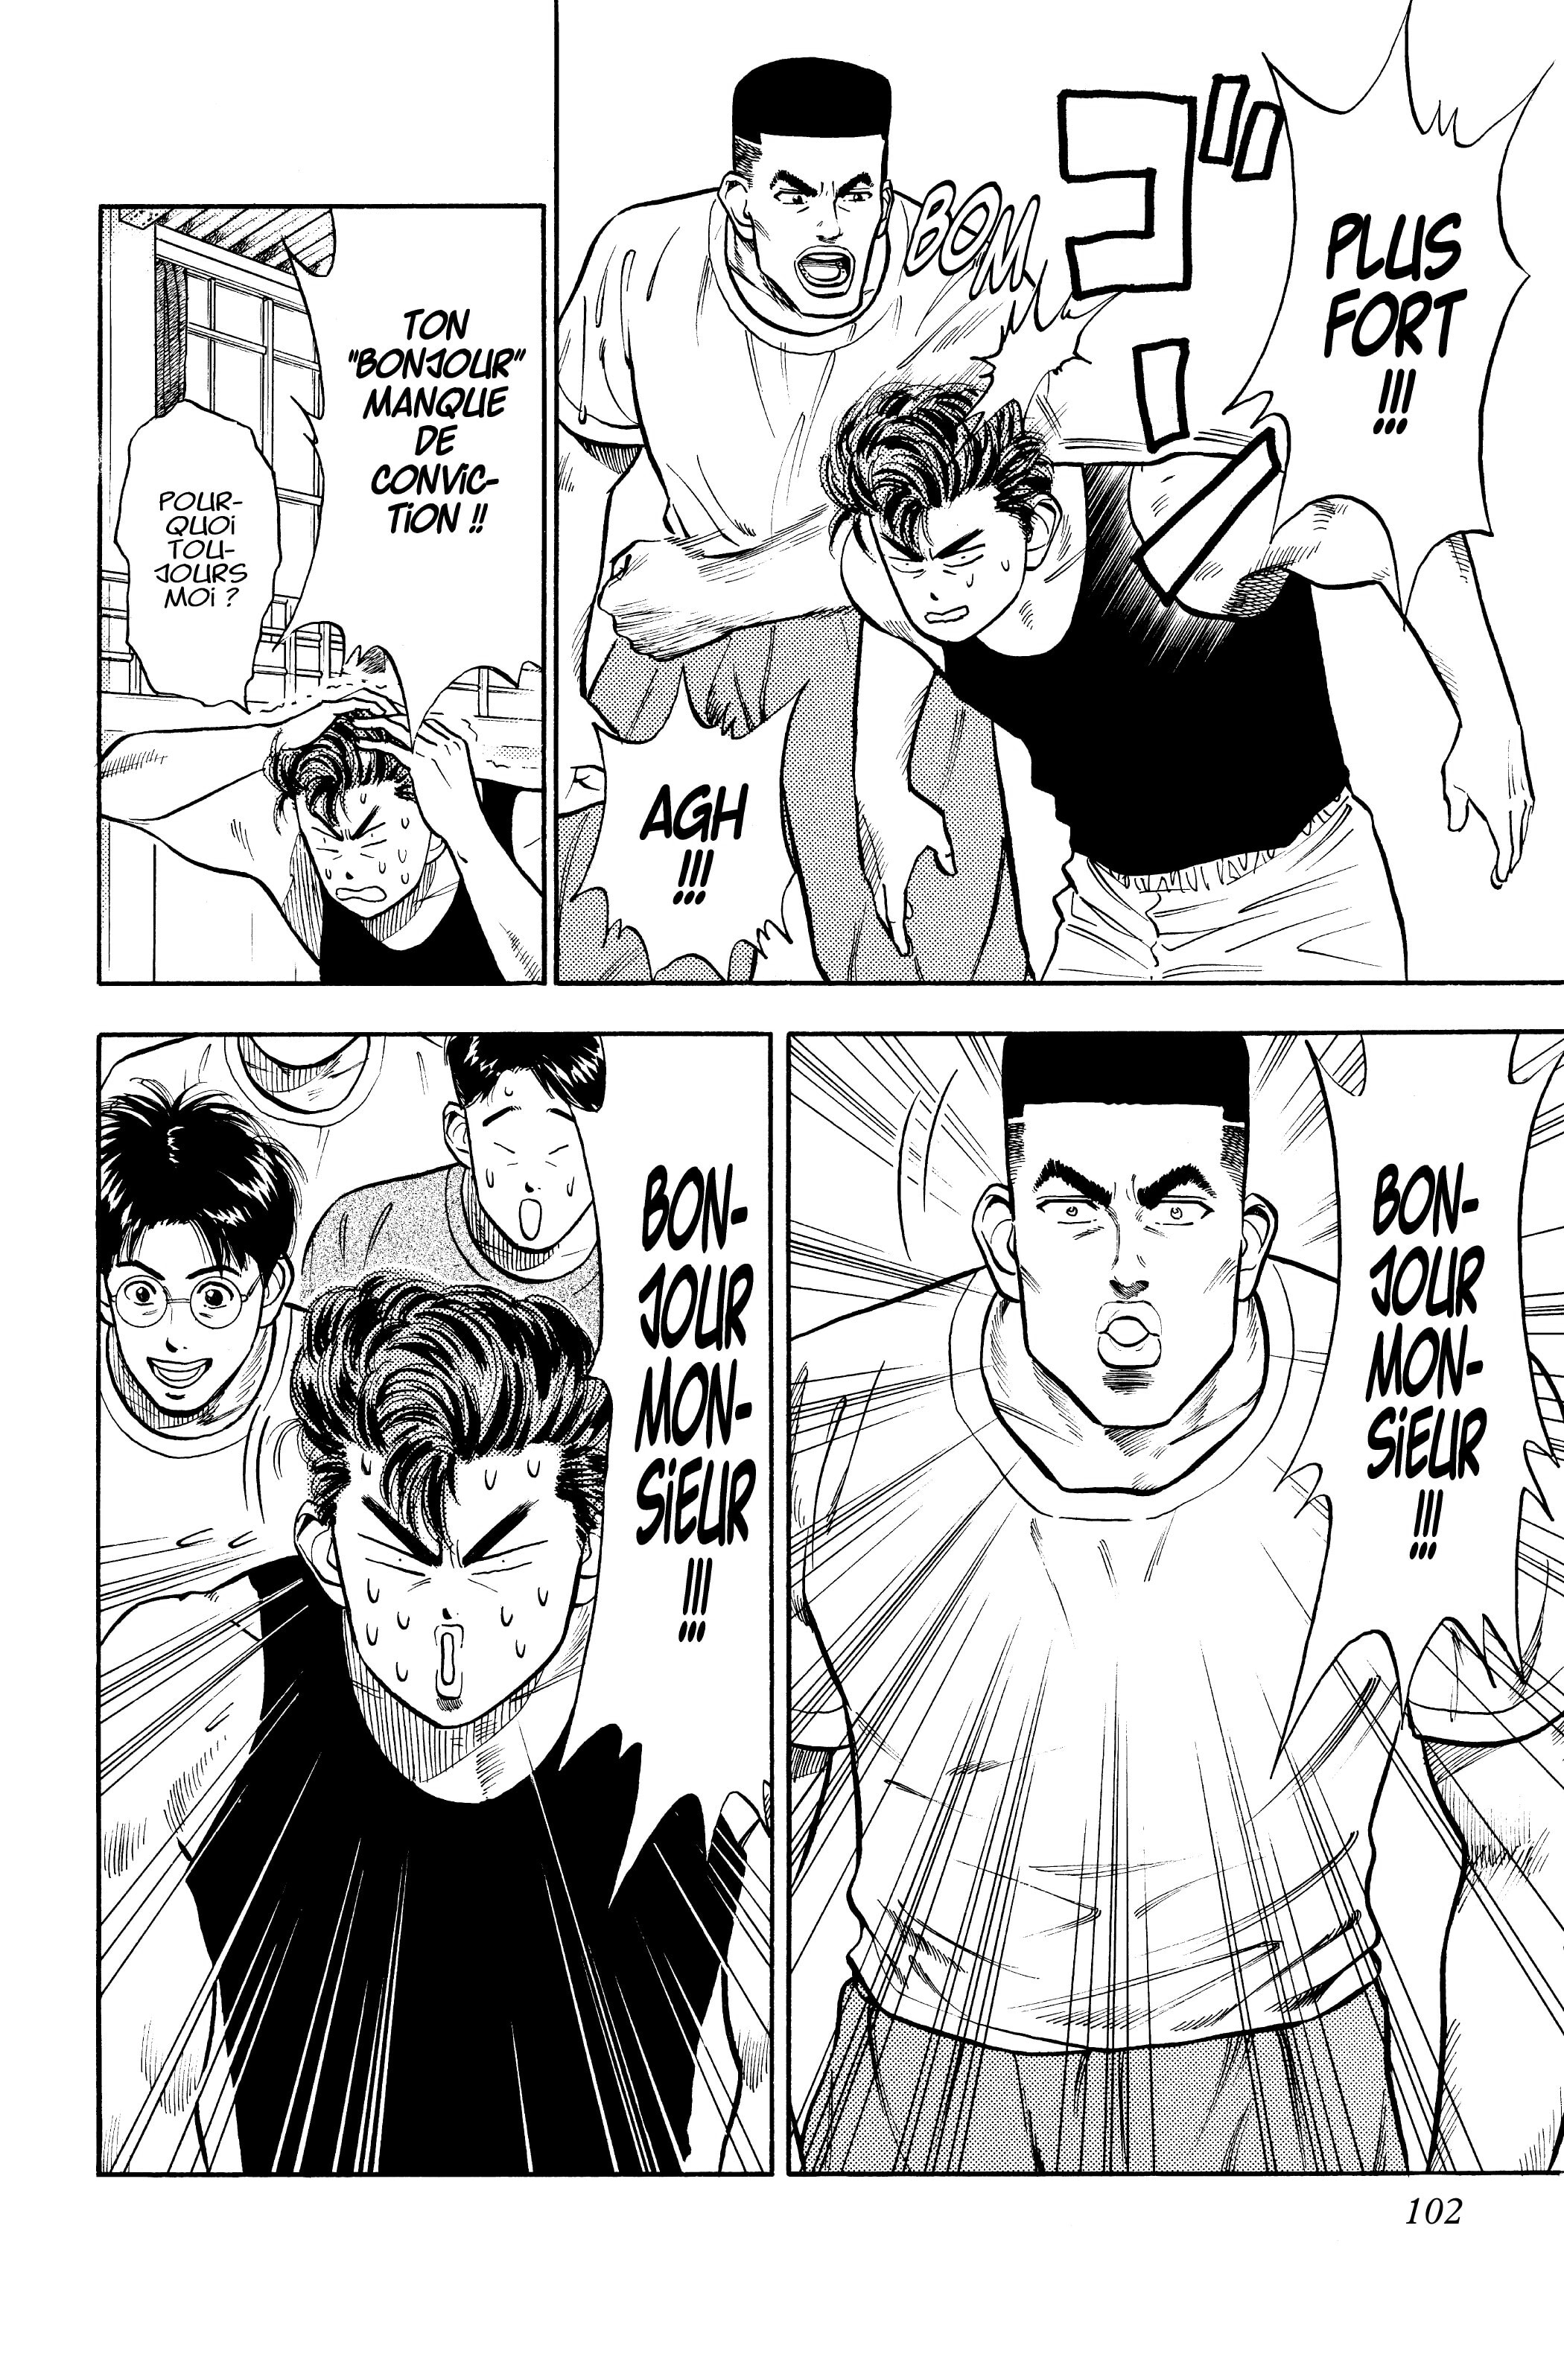 PLUS
FORT
!!!
ゴン
BOM
AGH
!!!
TON
"BONJOUR"
MANQUE
DE
CONVIC-
TION !!
POUR-
QUOI
TOU-
JOURS
MOI ?
BON-
JOUR
MON-
SIEUR
!!!
BON-
JOUR
MON-
SIEUR
!!!
102